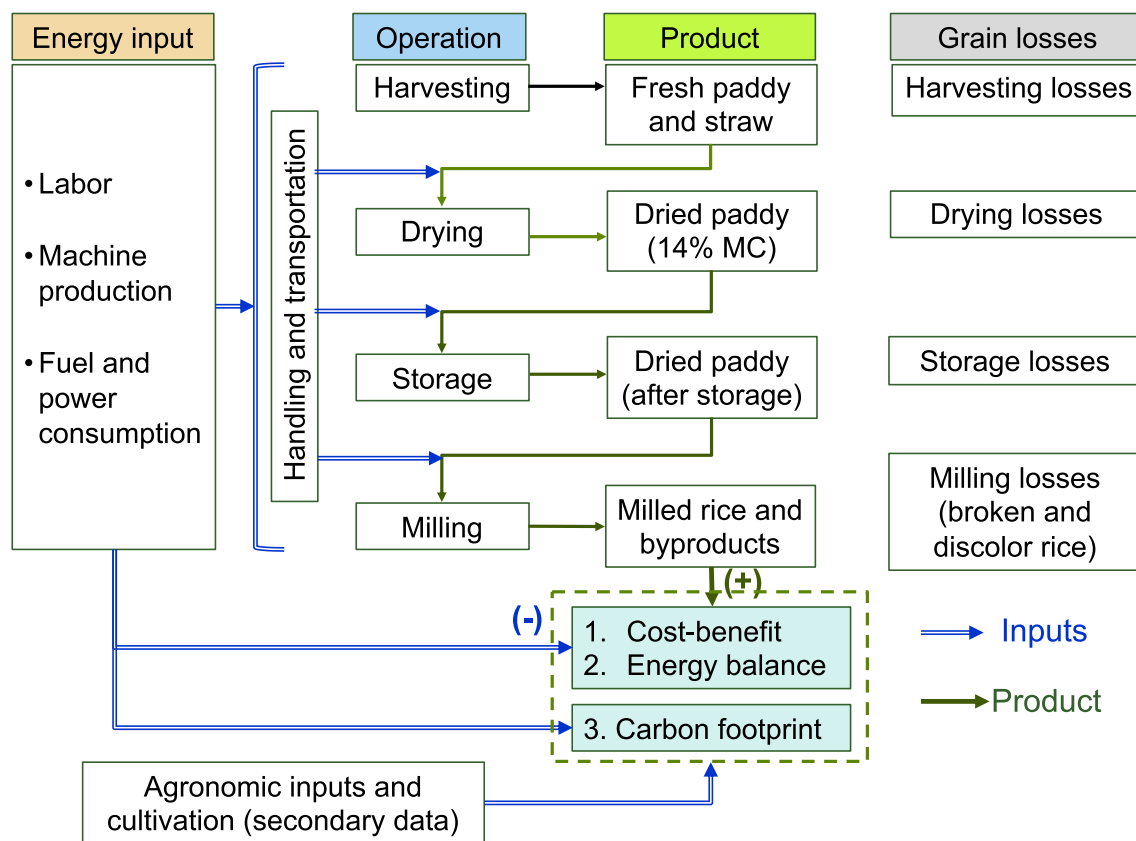 Energy input
Operation
Product
Grain losses
• Labor
• Machine
production
• Fuel and
power
consumption
Handling and transportation
Harvesting
Fresh paddy
and straw
Harvesting losses
Drying
Dried paddy
(14% MC)
Drying losses
Storage
Dried paddy
(after storage)
Storage losses
Milling
Milled rice and
byproducts
Milling losses
(broken and
discolor rice)
(+)
(-)
1. Cost-benefit
2. Energy balance
3. Carbon footprint
Inputs
Product
Agronomic inputs and
cultivation (secondary data)